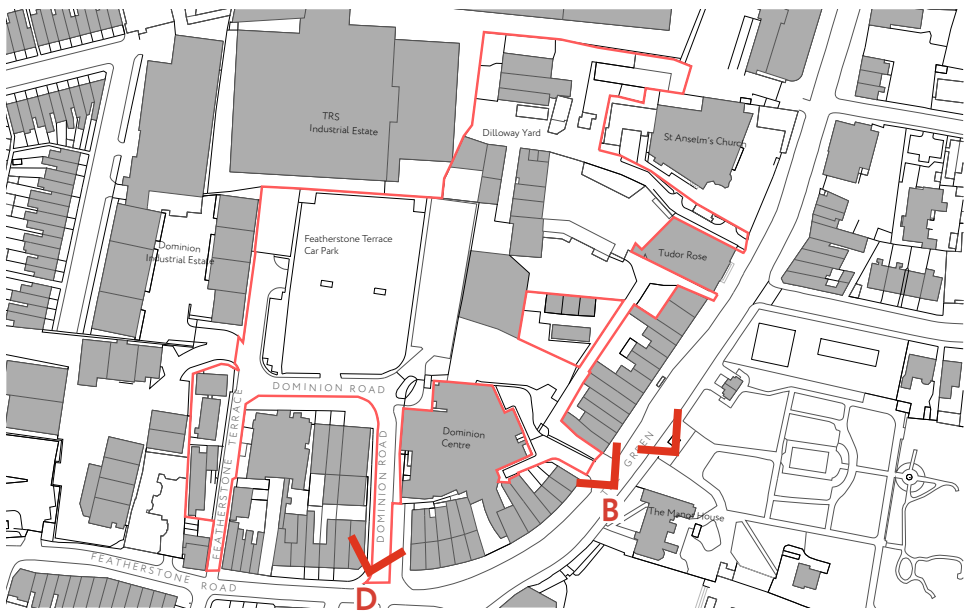 TRS
Industrial Estate
Dilloway Yard
St Anselm's Church
Dominion
Industrial Estate
Featherstone Terrace
Car Park
Tudor Rose
DOMINION ROAD
FEATHERSTONE TERRACE
DOMINION ROAD
Dominion
Centre
GREEN
B
The Manor House
FEATHERSTONE ROAD
D